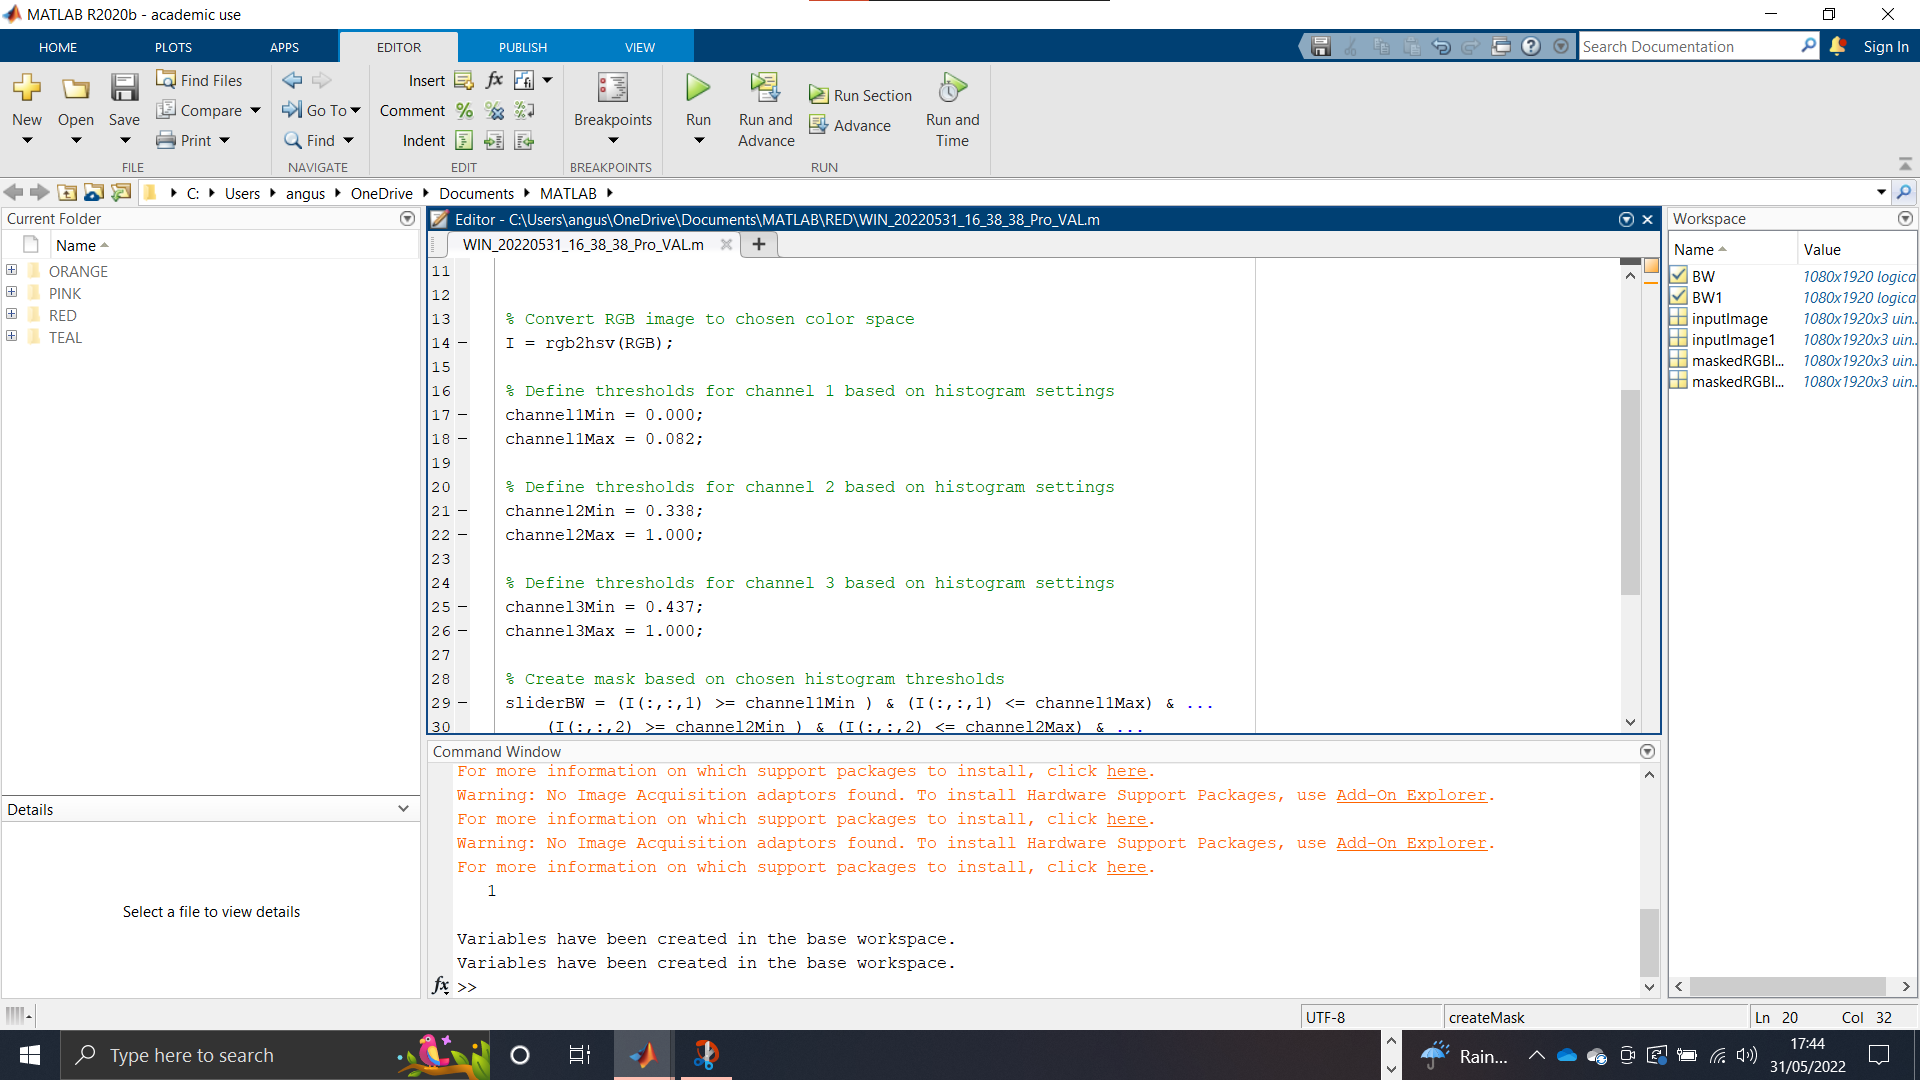 MATLAB R2020b - academic use
HOME PLOTS APPS EDITOR PUBLISH VIEW
Search Documentation
Sign In
New
Open
Save
Find Files
Compare
Print
FILE
Go To
Find
NAVIGATE
Insert
Comment
Indent
EDIT
Breakpoints
BREAKPOINTS
Run
Run and
Advance
Run Section
Advance
Run and
Time
RUN
C: Users angus OneDrive Documents MATLAB
Current Folder
Name
ORANGE
PINK
RED
TEAL
Details
Select a file to view details
Editor - C:\Users\angus\OneDrive\Documents\MATLAB\RED\WIN_20220531_16_38_38_Pro_VAL.m
WIN_20220531_16_38_38_Pro_VAL.m
11
12
13 % Convert RGB image to chosen color space
14 – I = rgb2hsv(RGB);
15
16 % Define thresholds for channel 1 based on histogram settings
17 – channel1Min = 0.000;
18 – channel1Max = 0.082;
19
20 % Define thresholds for channel 2 based on histogram settings
21 – channel2Min = 0.338;
22 – channel2Max = 1.000;
23
24 % Define thresholds for channel 3 based on histogram settings
25 – channel3Min = 0.437;
26 – channel3Max = 1.000;
27
28 % Create mask based on chosen histogram thresholds
29 – sliderBW = (I(:,:,1) >= channel1Min ) & (I(:,:,1) <= channel1Max) & ...
30 (I(:,:,2) >= channel2Min ) & (I(:,:,2) <= channel2Max) & ...
Command Window
For more information on which support packages to install, click here.
Warning: No Image Acquisition adaptors found. To install Hardware Support Packages, use Add-On Explorer.
For more information on which support packages to install, click here.
Warning: No Image Acquisition adaptors found. To install Hardware Support Packages, use Add-On Explorer.
For more information on which support packages to install, click here.
1
Variables have been created in the base workspace.
Variables have been created in the base workspace.
fx >>
Workspace
Name Value
BW 1080x1920 logica
BW1 1080x1920 logica
inputImage 1080x1920x3 uin..
inputImage1 1080x1920x3 uin..
maskedRGBI... 1080x1920x3 uin..
maskedRGBI... 1080x1920x3 uin..
UTF-8
createMask
Ln 20 Col 32
Type here to search
Rain...
17:44
31/05/2022